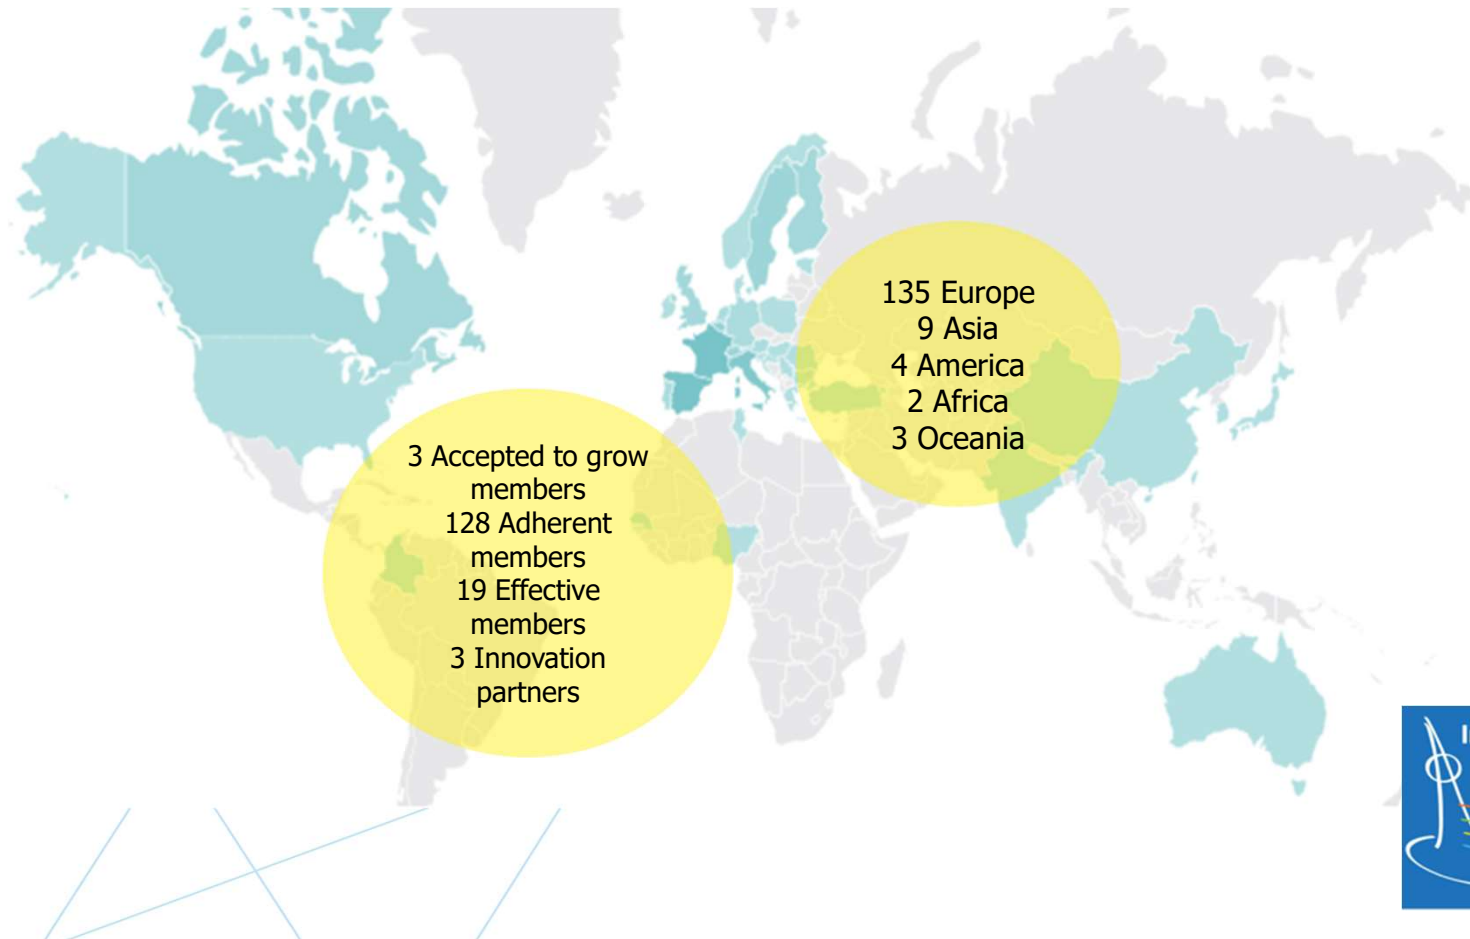 135 Europe
9 Asia
4 America
2 Africa
3 Oceania
3 Accepted to grow
members
128 Adherent
members
19 Effective
members
3 Innovation
partners